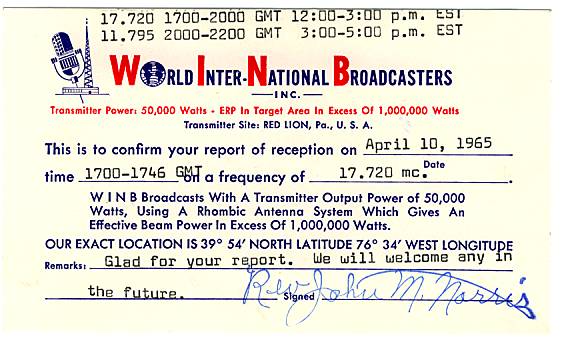 17.720 1700-2000 GMT 12:00-3:00 p.m. EST
11.795 2000-2200 GMT 3:00-5:00 p.m. EST
WORLD INTER-NATIONAL BROADCASTERS
INC.
Transmitter Power: 50,000 Watts - ERP In Target Area In Excess Of 1,000,000 Watts
Transmitter Site: RED LION, Pa., U. S. A.
This is to confirm your report of reception on April 10, 1965
Date
time 1700-1746 GMT on a frequency of 17.720 mc.
W I N B Broadcasts With A Transmitter Output Power of 50,000
Watts, Using A Rhombic Antenna System Which Gives An
Effective Beam Power In Excess Of 1,000,000 Watts.
OUR EXACT LOCATION IS 39° 54' NORTH LATITUDE 76° 34' WEST LONGITUDE
Remarks: Glad for your report. We will welcome any in
the future. Signed Rev John M. Norris